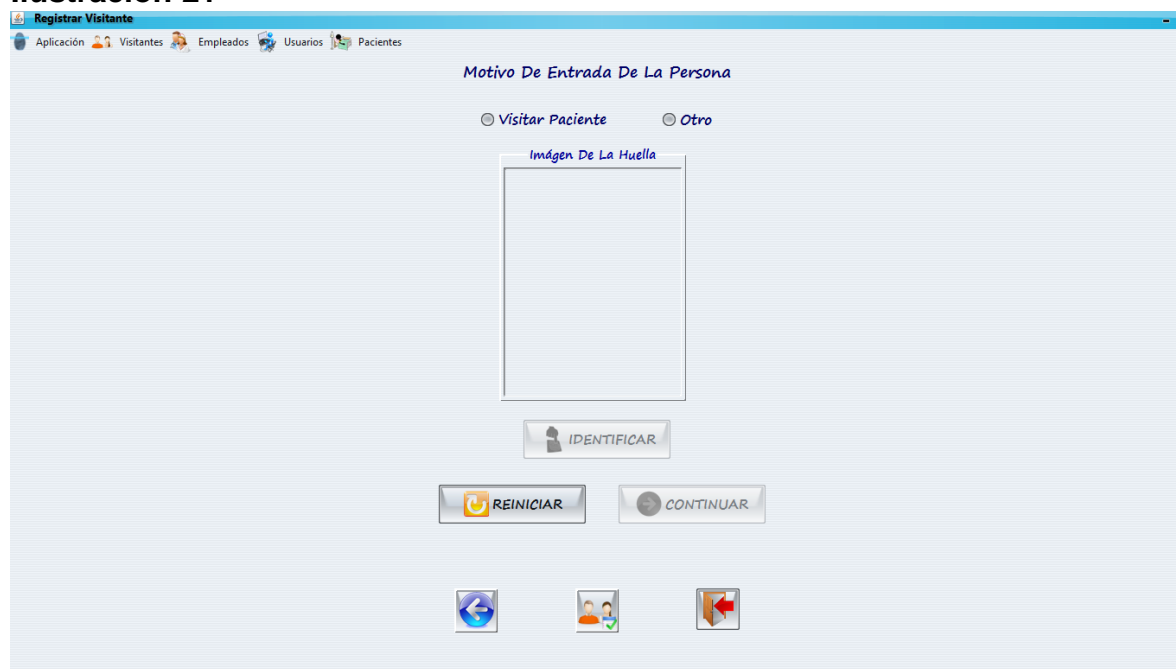 Registrar Visitante
Aplicación Visitantes Empleados Usuarios Pacientes
Motivo De Entrada De La Persona
Visitar Paciente Otro
Imágen De La Huella
IDENTIFICAR
REINICIAR CONTINUAR